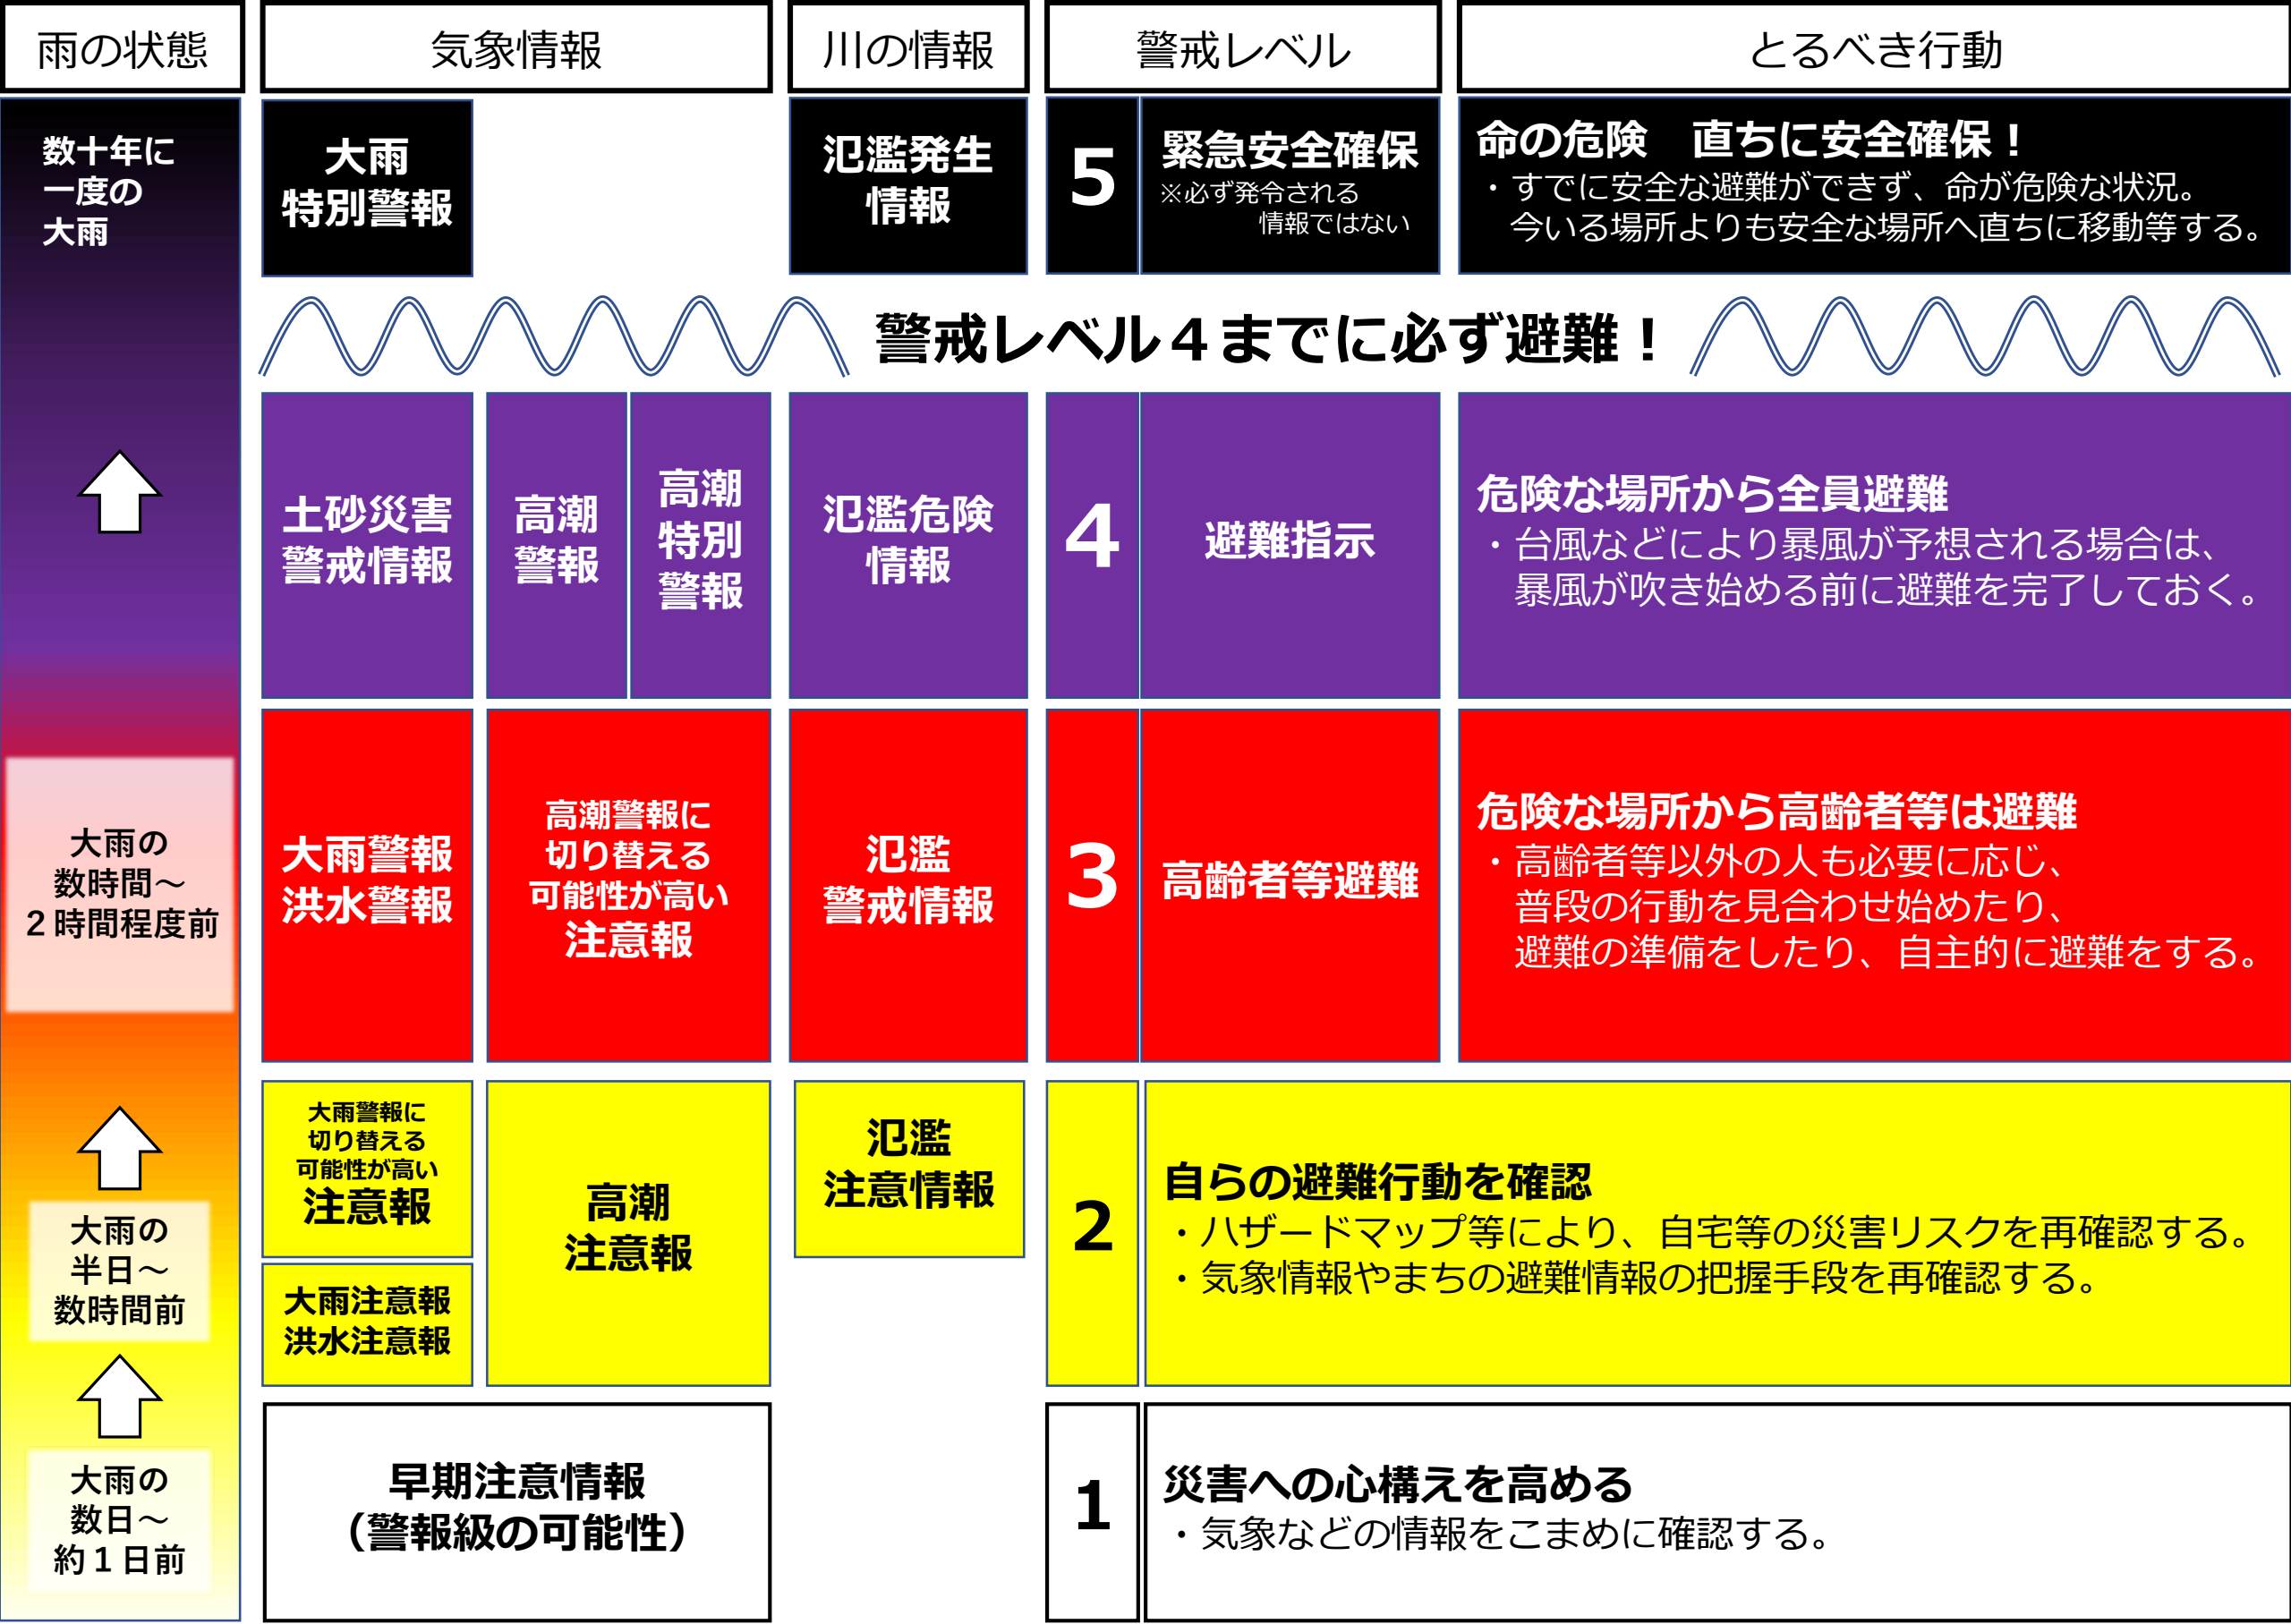 雨の状態
気象情報
川の情報
警戒レベル
とるべき行動
数十年に
一度の
大雨
大雨
特別警報
氾濫発生
情報
5
緊急安全確保
※必ず発令される
情報ではない
命の危険　直ちに安全確保！
・すでに安全な避難ができず、命が危険な状況。
今いる場所よりも安全な場所へ直ちに移動等する。
警戒レベル４までに必ず避難！
土砂災害
警戒情報
高潮
警報
高潮
特別
警報
氾濫危険
情報
4
避難指示
危険な場所から全員避難
・台風などにより暴風が予想される場合は、
暴風が吹き始める前に避難を完了しておく。
大雨の
数時間～
２時間程度前
大雨警報
洪水警報
高潮警報に
切り替える
可能性が高い
注意報
氾濫
警戒情報
3
高齢者等避難
危険な場所から高齢者等は避難
・高齢者等以外の人も必要に応じ、
普段の行動を見合わせ始めたり、
避難の準備をしたり、自主的に避難をする。
大雨の
半日～
数時間前
大雨警報に
切り替える
可能性が高い
注意報
大雨注意報
洪水注意報
高潮
注意報
氾濫
注意情報
2
自らの避難行動を確認
・ハザードマップ等により、自宅等の災害リスクを再確認する。
・気象情報やまちの避難情報の把握手段を再確認する。
大雨の
数日～
約１日前
早期注意情報
（警報級の可能性）
1
災害への心構えを高める
・気象などの情報をこまめに確認する。